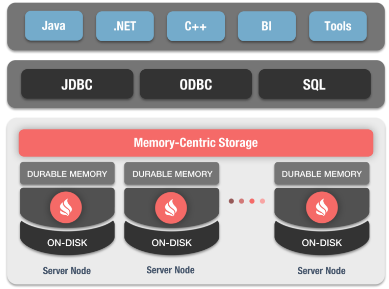 Java .NET C++ BI Tools
JDBC ODBC SQL
Memory-Centric Storage
DURABLE MEMORY DURABLE MEMORY DURABLE MEMORY
ON-DISK ON-DISK ON-DISK
Server Node Server Node Server Node